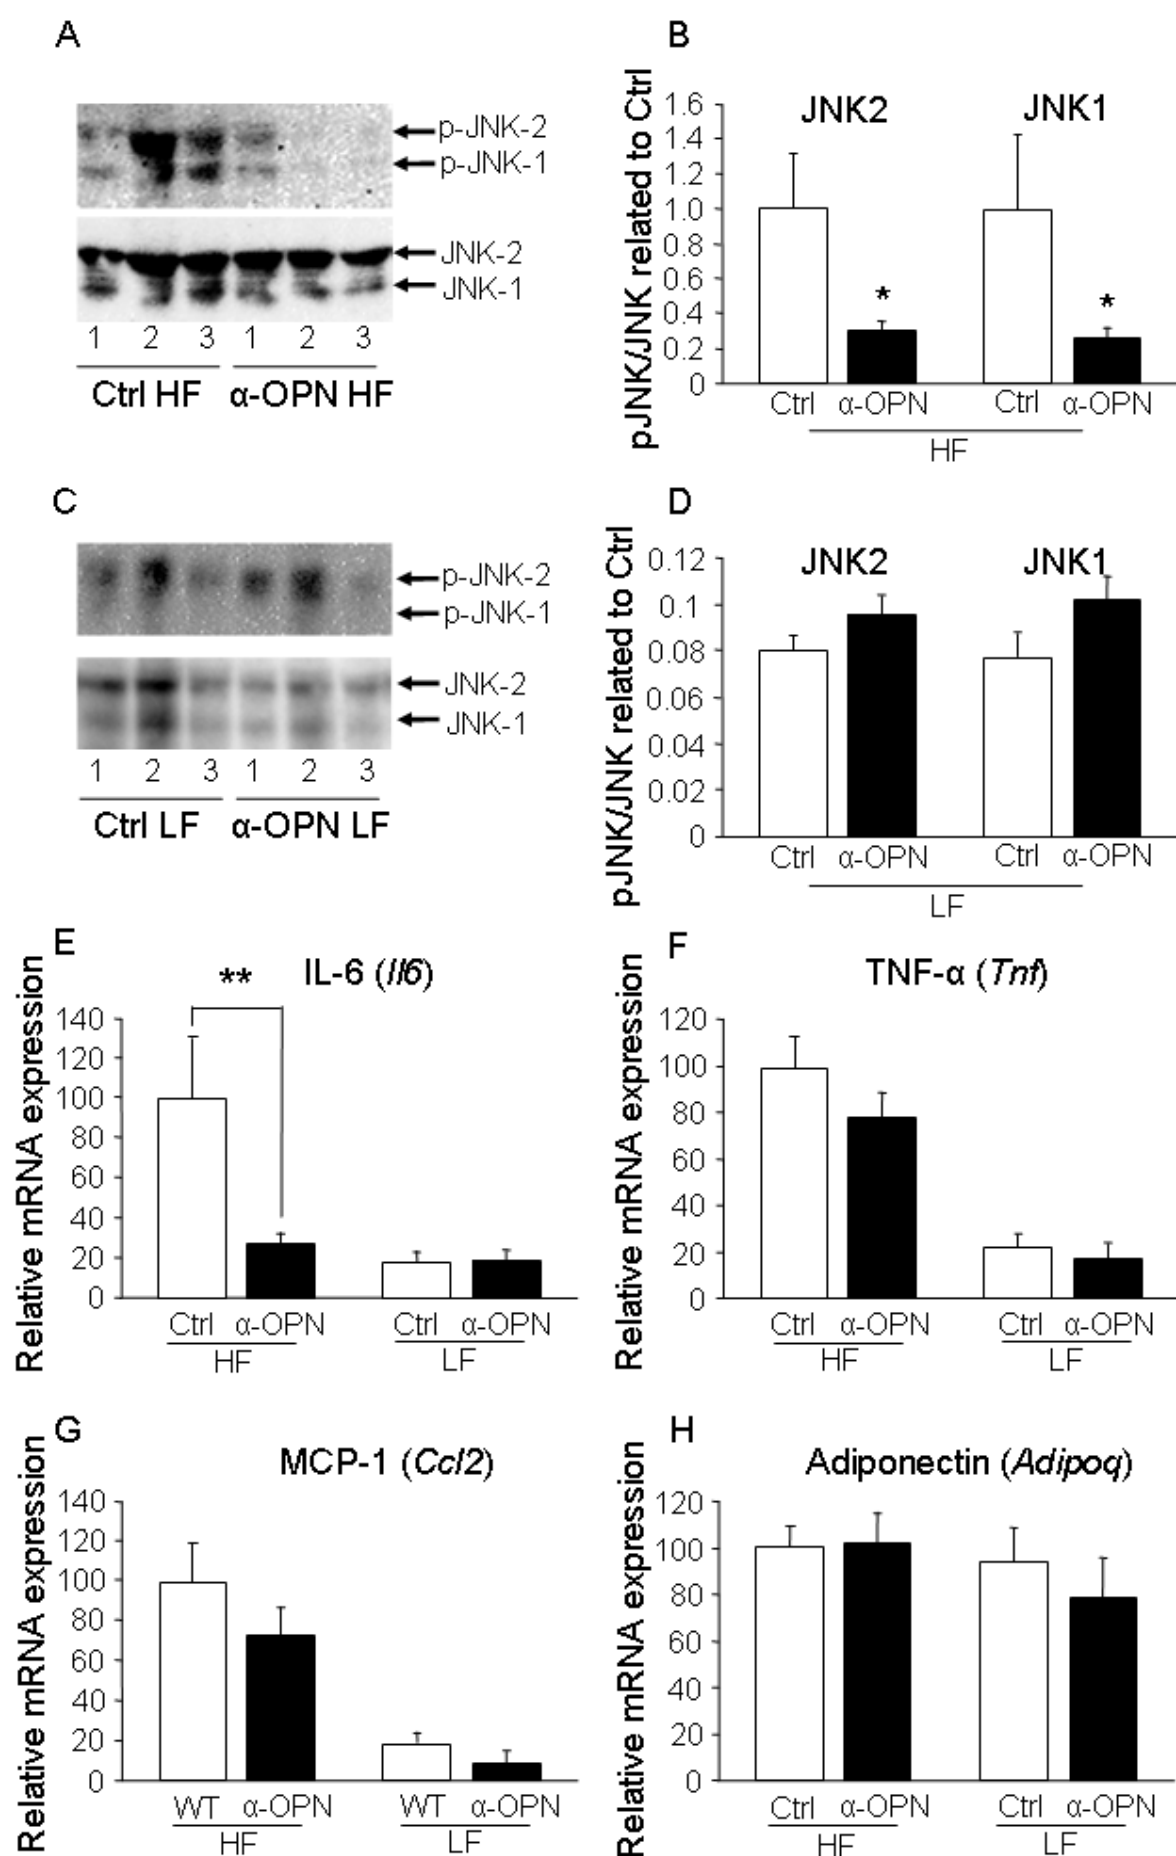 A
p-JNK-2
p-JNK-1
JNK-2
JNK-1
1 2 3 1 2 3
Ctrl HF α-OPN HF
B
pJNK/JNK related to Ctrl
JNK2 JNK1
1.6
1.4
1.2
1.0
0.8
0.6
0.4
0.2
0
* *
Ctrl α-OPN Ctrl α-OPN
HF
C
p-JNK-2
p-JNK-1
JNK-2
JNK-1
1 2 3 1 2 3
Ctrl LF α-OPN LF
D
pJNK/JNK related to Ctrl
JNK2 JNK1
0.12
0.1
0.08
0.06
0.04
0.02
0
Ctrl α-OPN Ctrl α-OPN
LF
E
IL-6 (Il6)
**
Relative mRNA expression
140
120
100
80
60
40
20
0
Ctrl α-OPN Ctrl α-OPN
HF LF
F
TNF-α (Tnf)
Relative mRNA expression
120
100
80
60
40
20
0
Ctrl α-OPN Ctrl α-OPN
HF LF
G
MCP-1 (Ccl2)
Relative mRNA expression
140
120
100
80
60
40
20
0
WT α-OPN WT α-OPN
HF LF
H
Adiponectin (Adipoq)
Relative mRNA expression
120
100
80
60
40
20
0
Ctrl α-OPN Ctrl α-OPN
HF LF